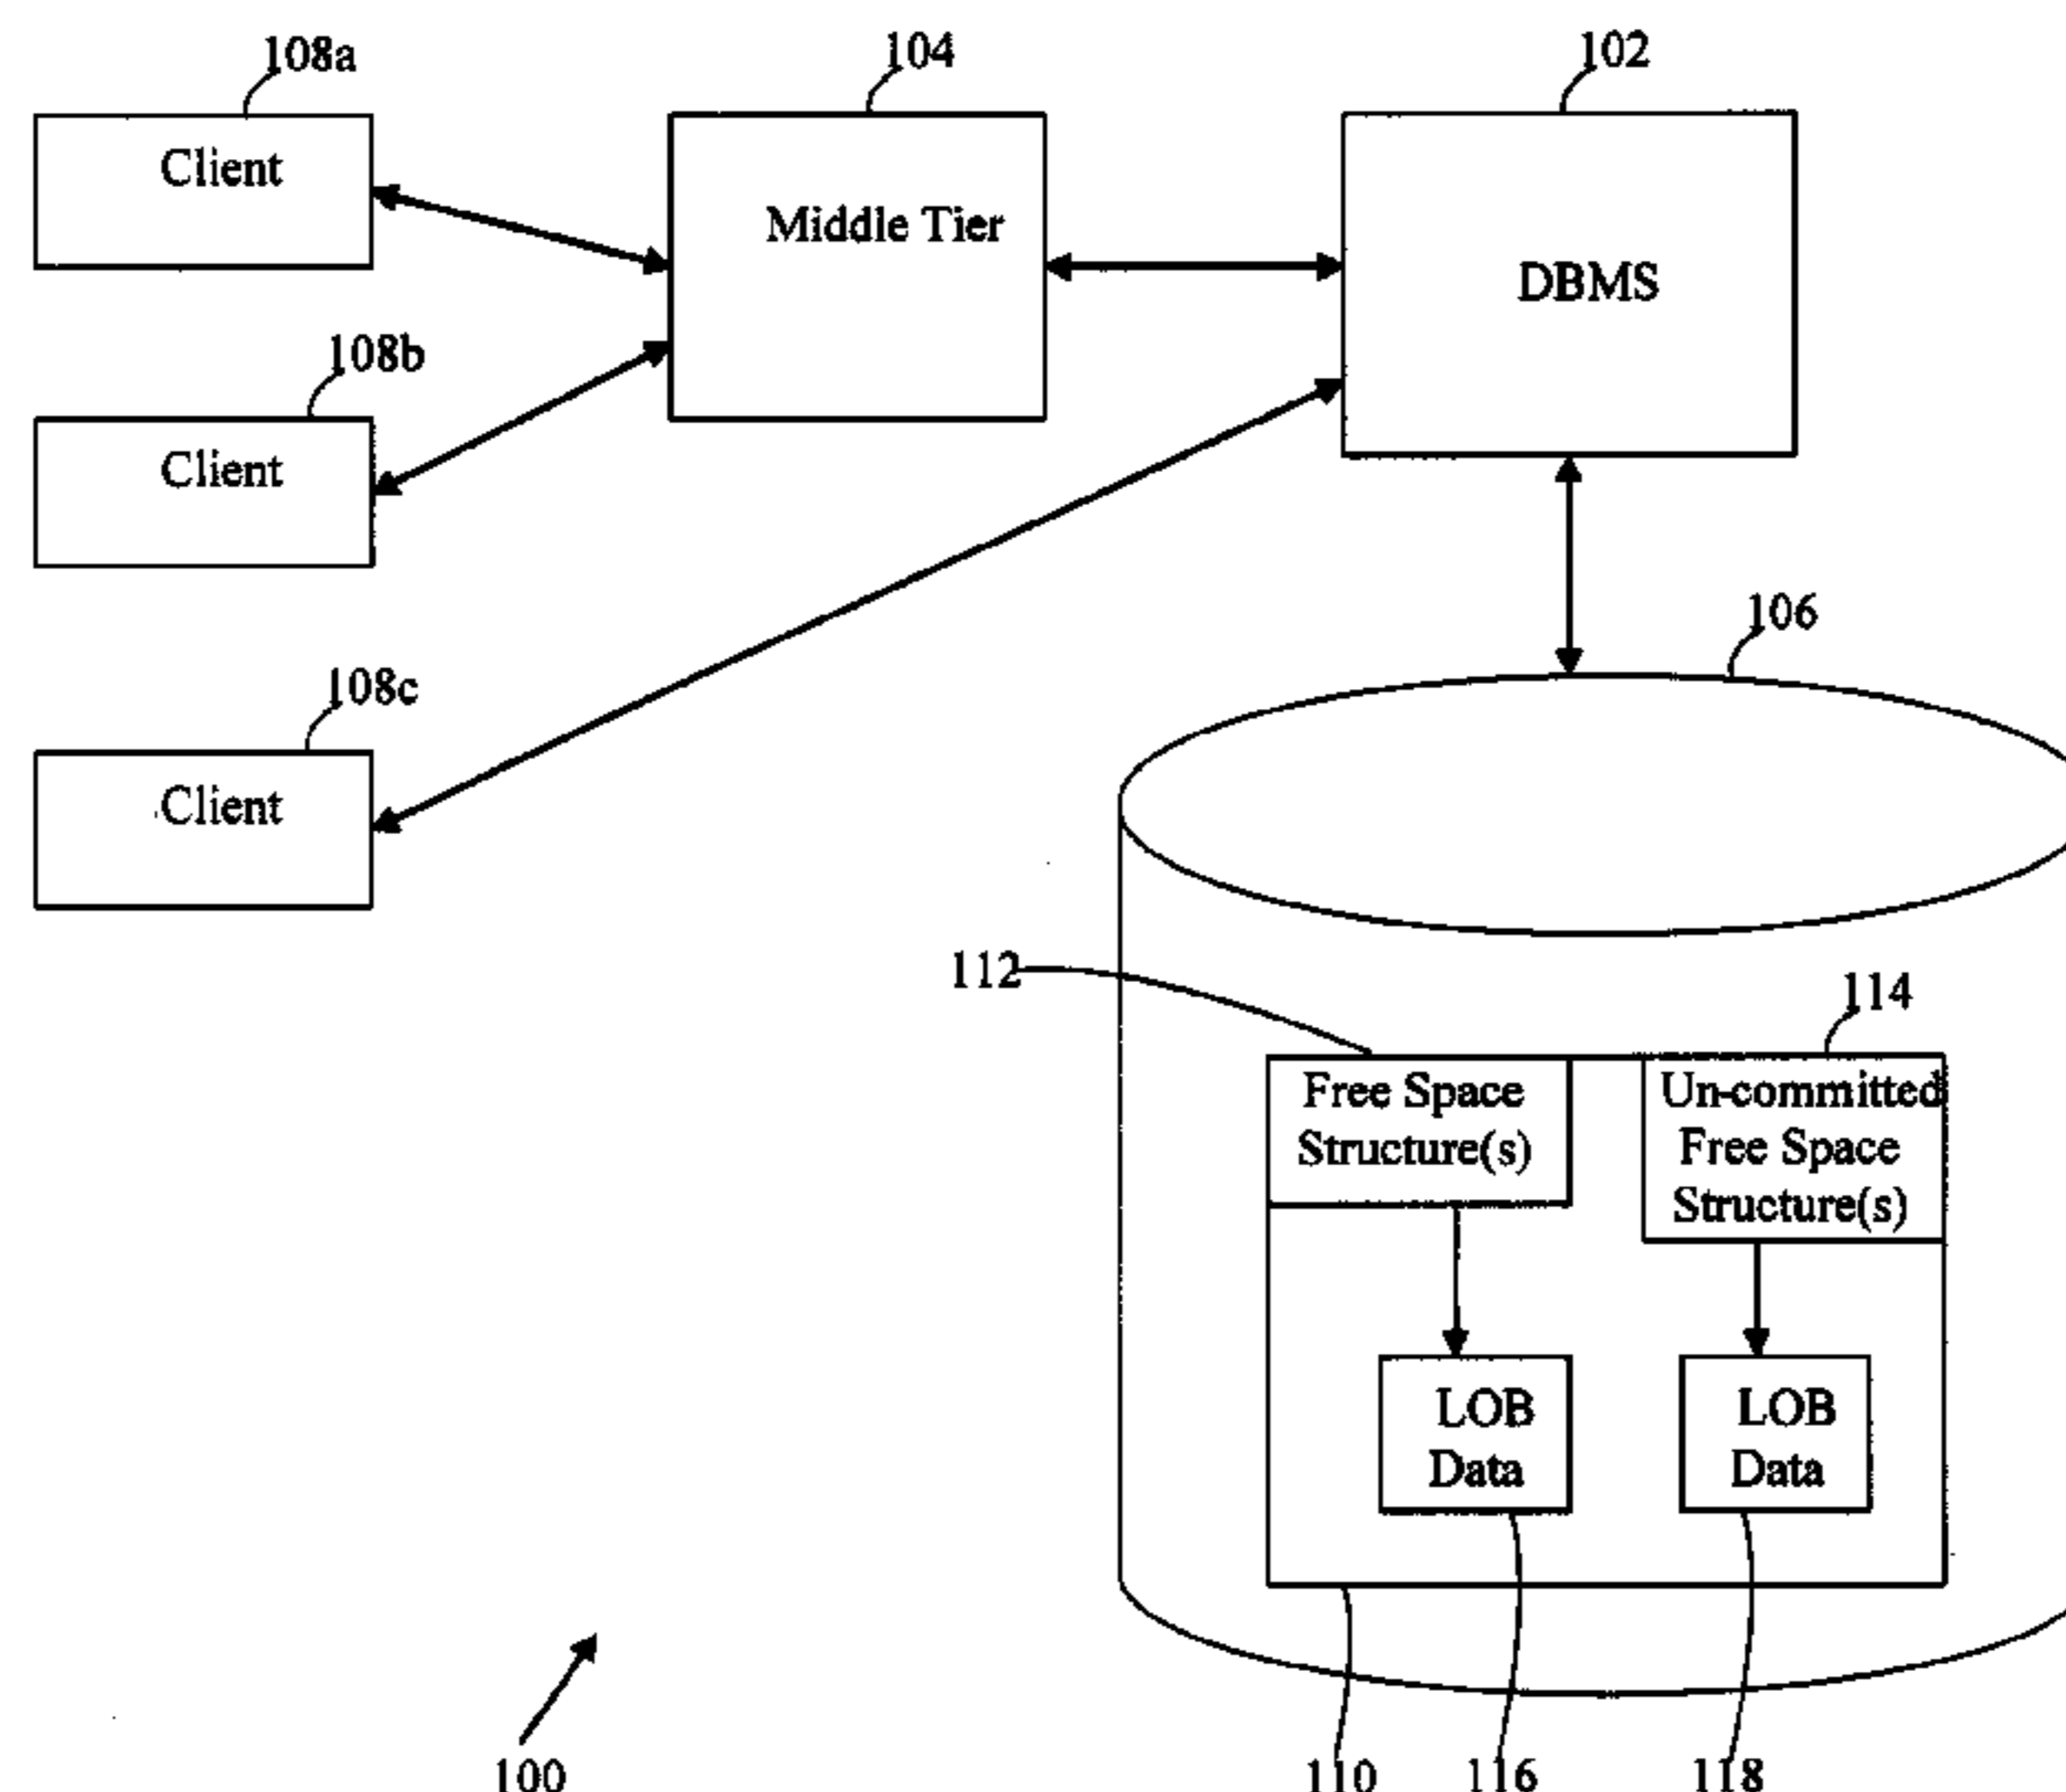 108a
104
102
Client
Middle Tier
DBMS
108b
Client
106
108c
Client
112
114
Free Space
Structure(s)
Un-committed
Free Space
Structure(s)
LOB
Data
LOB
Data
100
110
116
118